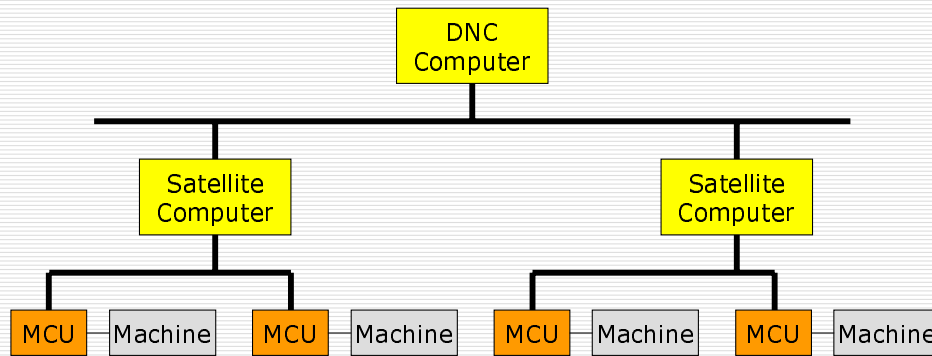 DNC
Computer
Satellite
Computer
Satellite
Computer
MCU
Machine
MCU
Machine
MCU
Machine
MCU
Machine